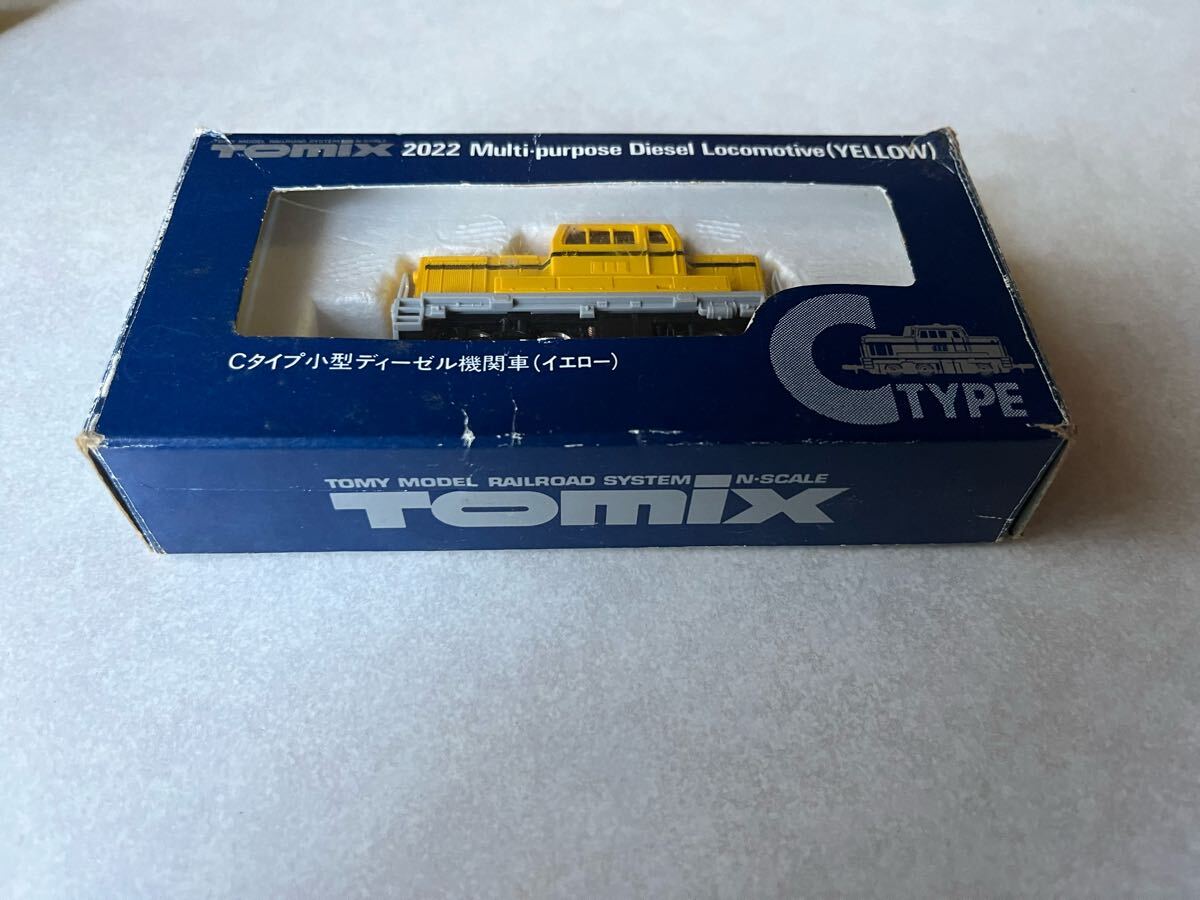 TOMIX 2022 Multi-purpose Diesel Locomotive(YELLOW)
Cタイプ小型ディーゼル機関車(イエロー)
C TYPE
TOMY MODEL RAILROAD SYSTEM N-SCALE
TOMIX